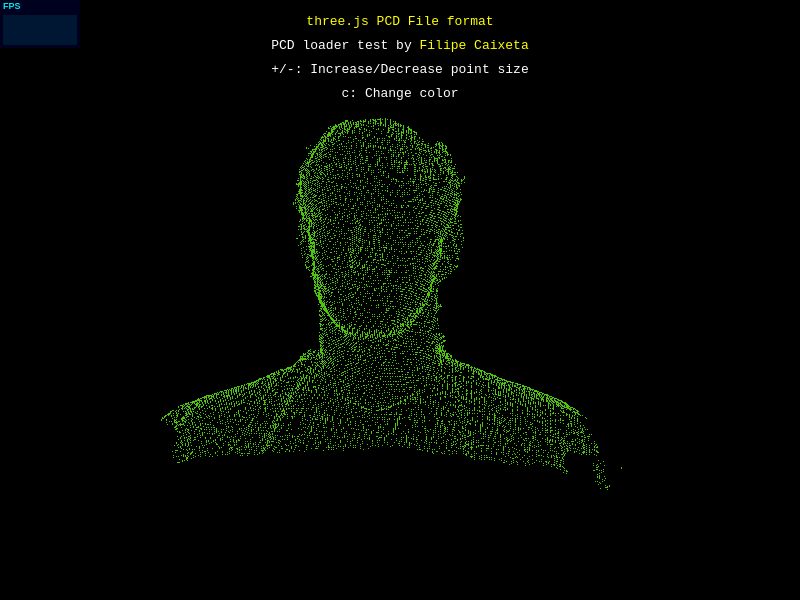 FPS
three.js PCD File format
PCD loader test by Filipe Caixeta
+/-: Increase/Decrease point size
c: Change color